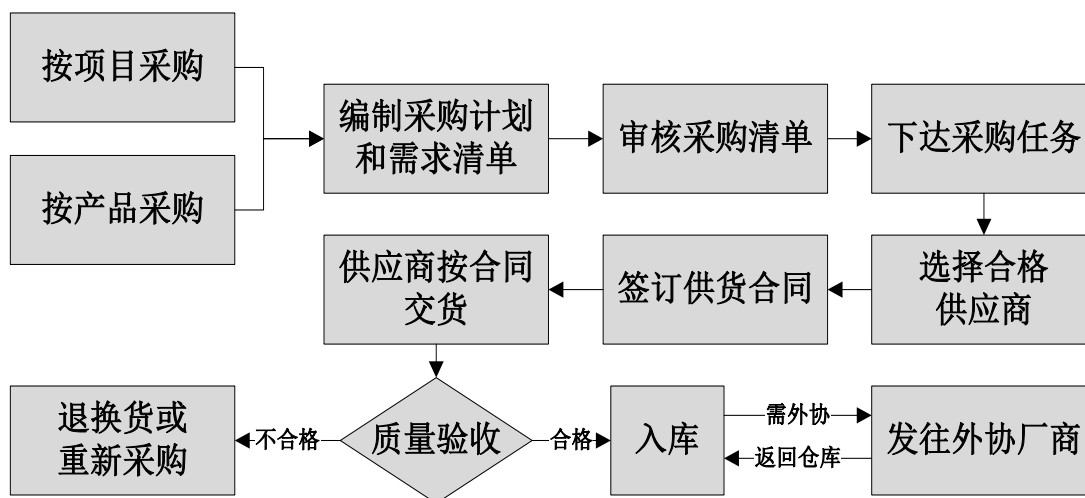 按项目采购
按产品采购
编制采购计划
和需求清单
审核采购清单
下达采购任务
选择合格
供应商
签订供货合同
供应商按合同
交货
质量验收
不合格
退换货或
重新采购
合格
入库
需外协
返回仓库
发往外协厂商